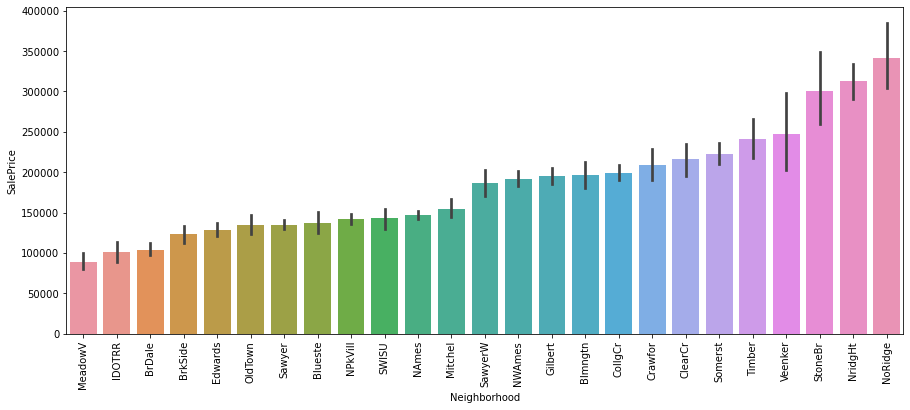 400000
350000
300000
250000
200000
150000
100000
50000
0
SalePrice
MeadowV
IDOTRR
BrDale
BrkSide
Edwards
OldTown
Sawyer
Blueste
NPkVill
SWISU
NAmes
Mitchel
SawyerW
NWAmes
Gilbert
Blmngtn
CollgCr
Crawfor
ClearCr
Somerst
Timber
Veenker
StoneBr
NridgHt
NoRidge
Neighborhood